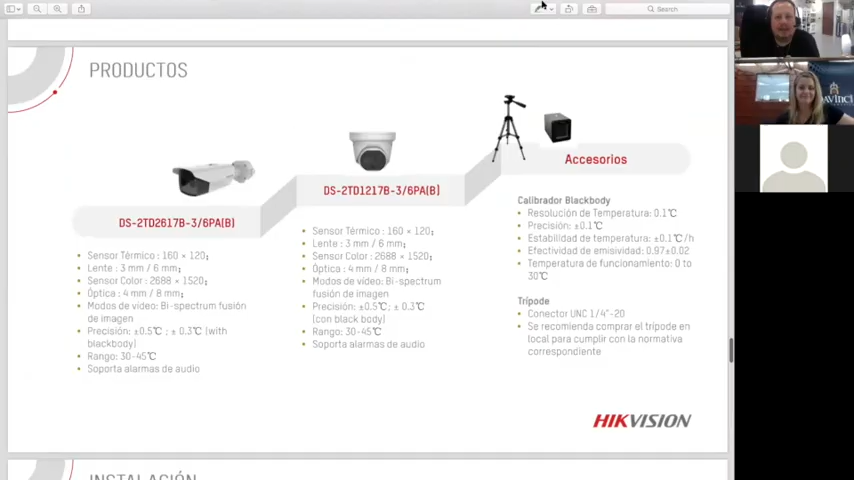 Search
PRODUCTOS
DS-2TD2617B-3/6PA(B)
Sensor Térmico: 160 × 120;
Lente : 3 mm / 6 mm;
Sensor Color : 2688 × 1520;
Óptica : 4 mm / 8 mm;
Modos de vídeo: Bi-spectrum fusión
de imagen
Precisión: ±0.5℃ ; ± 0.3℃ (with
blackbody)
Rango: 30-45℃
Soporta alarmas de audio
DS-2TD1217B-3/6PA(B)
Sensor Térmico : 160 × 120;
Lente : 3 mm / 6 mm;
Sensor Color: 2688 × 1520;
Óptica : 4 mm / 8 mm;
Modos de vídeo: Bi-spectrum
fusión de imagen
Precisión: ±0.5℃; ± 0.3℃
(con black body)
Rango: 30-45℃
Soporta alarmas de audio
Accesorios
Calibrador Blackbody
Resolución de Temperatura: 0.1℃
Precisión: ±0.1℃
Estabilidad de temperatura: ±0.1℃/h
Efectividad de emisividad: 0.97±0.02
Temperatura de funcionamiento: 0 to
30℃
Trípode
Conector UNC 1/4"-20
Se recomienda comprar el trípode en
local para cumplir con la normativa
correspondiente
HIKVISION
INSTALACIÓN